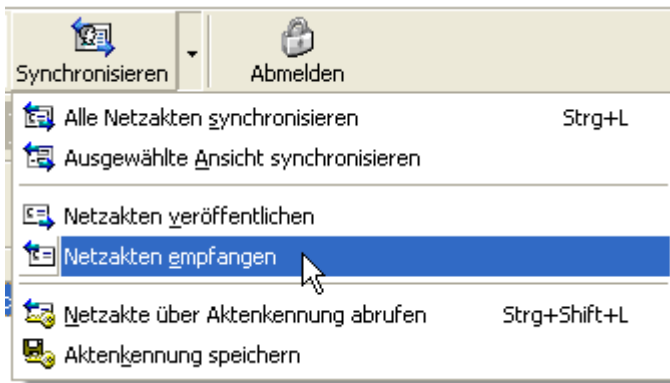 Synchronisieren Abmelden
Alle Netzakten synchronisieren Strg+L
Ausgewählte Ansicht synchronisieren
Netzakten veröffentlichen
Netzakten empfangen
Netzakte über Aktenkennung abrufen Strg+Shift+L
Aktenkennung speichern